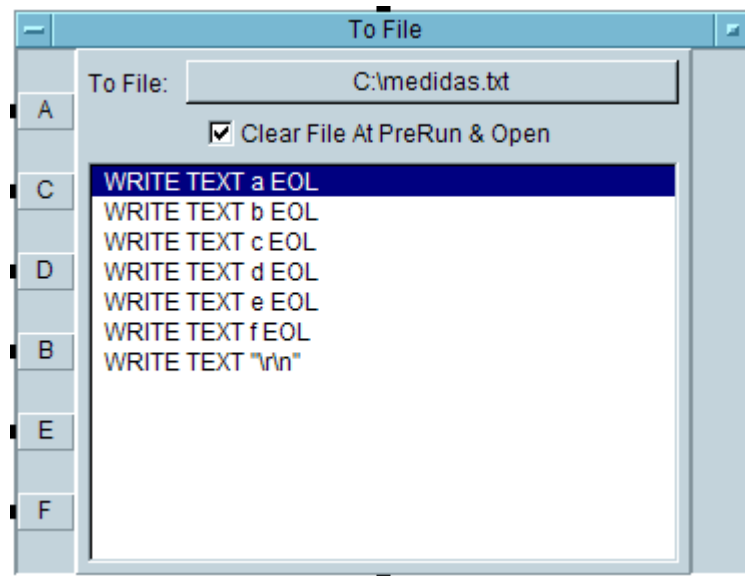 To File
To File: C:\medidas.txt
Clear File At PreRun & Open
A
C
D
B
E
F
WRITE TEXT a EOL
WRITE TEXT b EOL
WRITE TEXT c EOL
WRITE TEXT d EOL
WRITE TEXT e EOL
WRITE TEXT f EOL
WRITE TEXT "\r\n"